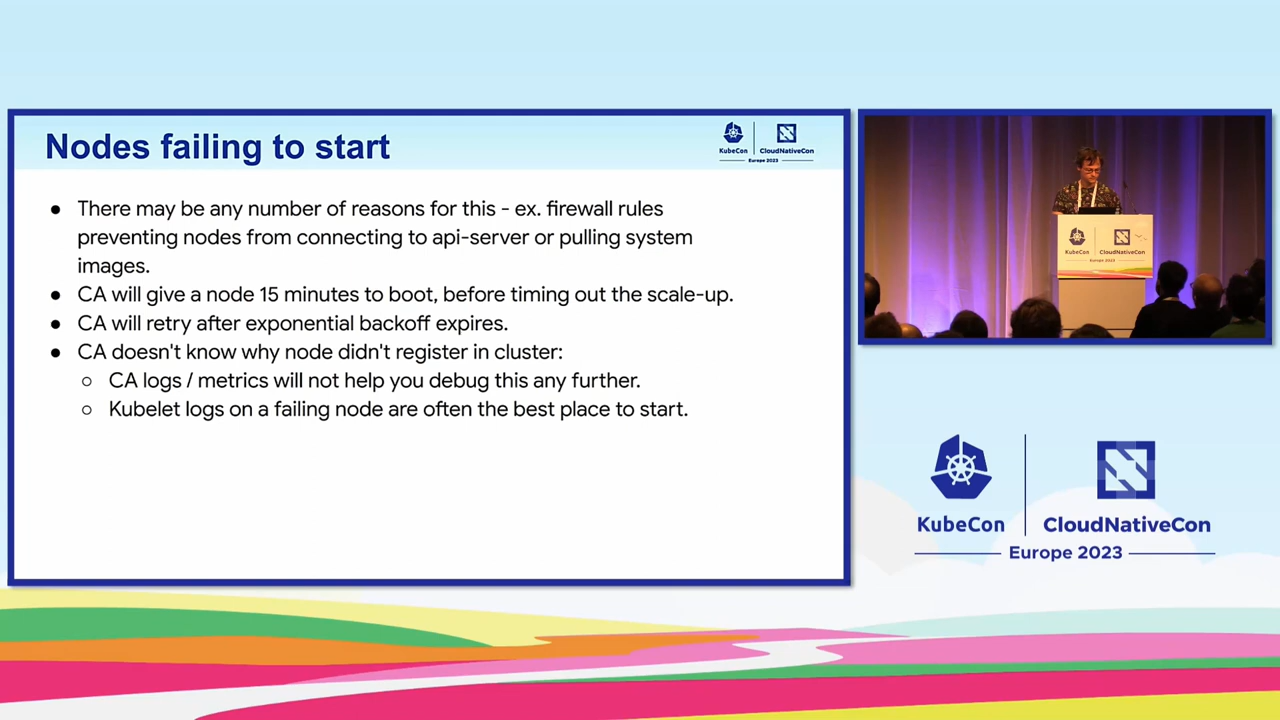 Nodes failing to start
KubeCon
CloudNativeCon
Europe 2023
● There may be any number of reasons for this - ex. firewall rules
preventing nodes from connecting to api-server or pulling system
images.
● CA will give a node 15 minutes to boot, before timing out the scale-up.
● CA will retry after exponential backoff expires.
● CA doesn't know why node didn't register in cluster:
○ CA logs / metrics will not help you debug this any further.
○ Kubelet logs on a failing node are often the best place to start.
KubeCon
CloudNativeCon
Europe 2023
KubeCon
CloudNativeCon
Europe 2023